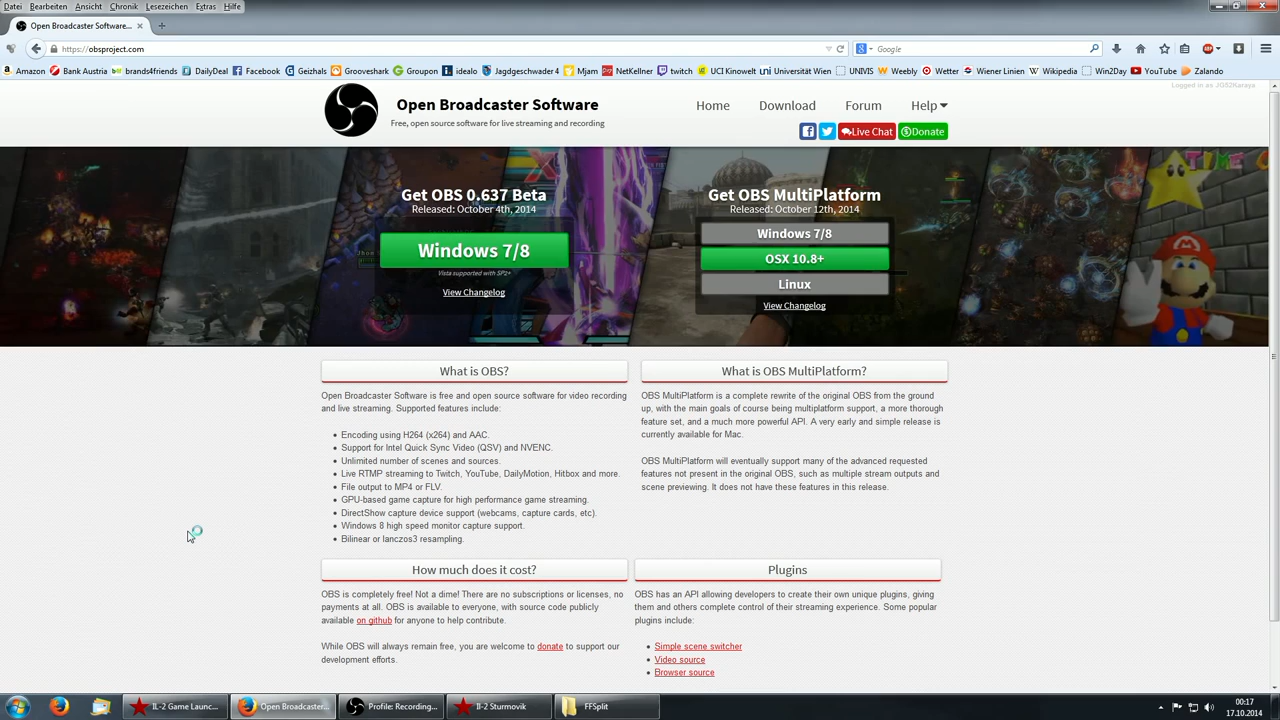 Datei Bearbeiten Ansicht Chronik Lesezeichen Extras Hilfe
Open Broadcaster Software...
https://obsproject.com
Google
Amazon Bank Austria brands4friends DailyDeal Facebook Geizhals Grooveshark Groupon idealo Jagdgeschwader 4 Mjam NetKellner twitch UCI Kinowelt Universität Wien UNIVIS Weebly Wetter Wiener Linien Wikipedia Win2Day YouTube Zalando
Logged in as JG52Karaya
Open Broadcaster Software
Free, open source software for live streaming and recording
Home Download Forum Help
Live Chat Donate
Get OBS 0.637 Beta
Released: October 4th, 2014
Windows 7/8
Vista supported with SP2+
View Changelog
Get OBS MultiPlatform
Released: October 12th, 2014
Windows 7/8
OSX 10.8+
Linux
View Changelog
What is OBS?
Open Broadcaster Software is free and open source software for video recording
and live streaming. Supported features include:
Encoding using H264 (x264) and AAC.
Support for Intel Quick Sync Video (QSV) and NVENC.
Unlimited number of scenes and sources.
Live RTMP streaming to Twitch, YouTube, DailyMotion, Hitbox and more.
File output to MP4 or FLV.
GPU-based game capture for high performance game streaming.
DirectShow capture device support (webcams, capture cards, etc).
Windows 8 high speed monitor capture support.
Bilinear or lanczos3 resampling.
What is OBS MultiPlatform?
OBS MultiPlatform is a complete rewrite of the original OBS from the ground
up, with the main goals of course being multiplatform support, a more thorough
feature set, and a much more powerful API. A very early and simple release is
currently available for Mac.
OBS MultiPlatform will eventually support many of the advanced requested
features not present in the original OBS, such as multiple stream outputs and
scene previewing. It does not have these features in this release.
How much does it cost?
OBS is completely free! Not a dime! There are no subscriptions or licenses, no
payments at all. OBS is available to everyone, with source code publicly
available on github for anyone to help contribute.
While OBS will always remain free, you are welcome to donate to support our
development efforts.
Plugins
OBS has an API allowing developers to create their own unique plugins, giving
them and others complete control of their streaming experience. Some popular
plugins include:
Simple scene switcher
Video source
Browser source
IL-2 Game Launc... Open Broadcaster... Profile: Recording... Il-2 Sturmovik FFSplit
00:17
17.10.2014